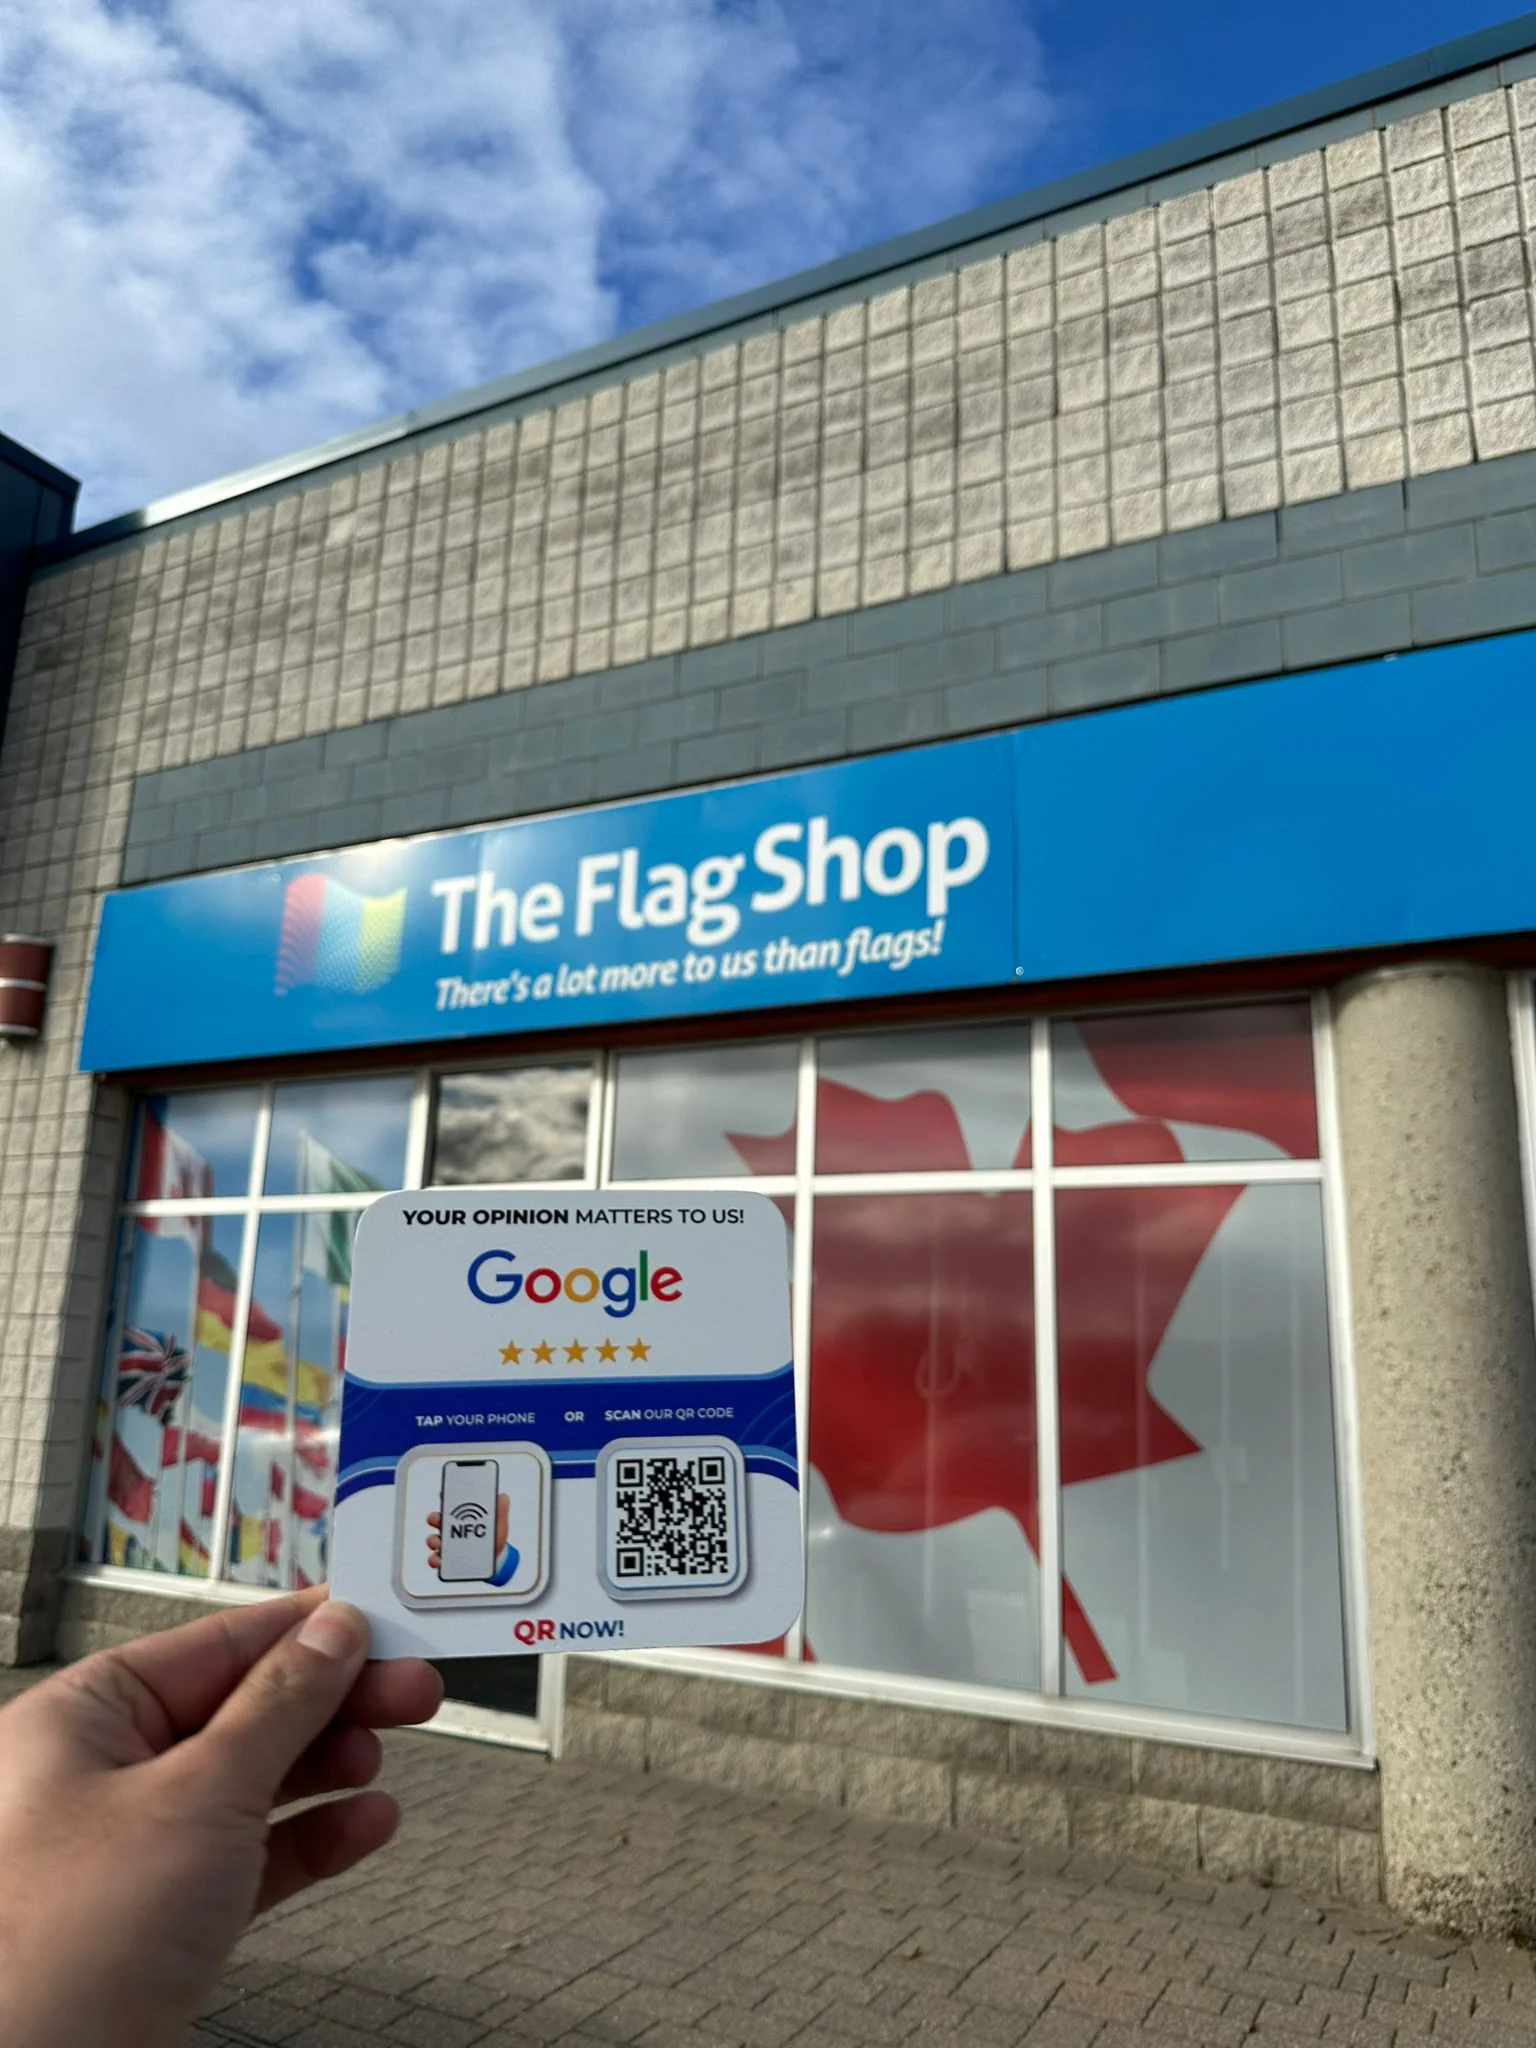 The Flag Shop
There's a lot more to us than flags!
YOUR OPINION MATTERS TO US!
Google
TAP YOUR PHONE OR SCAN OUR QR CODE
NFC
QR NOW!